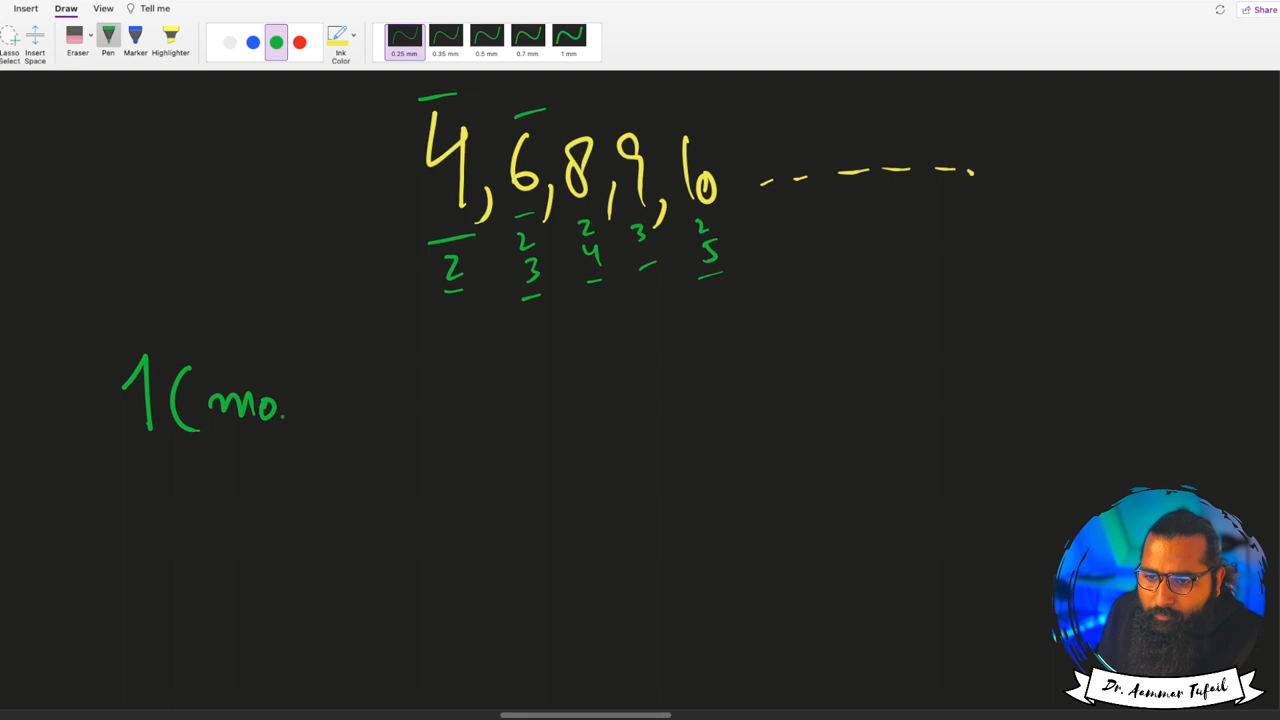 Insert Draw View Tell me
Share
Lasso Select
Insert Space
Eraser
Pen
Marker
Highlighter
Ink Color
0.25 mm
0.35 mm
0.5 mm
0.7 mm
1 mm
4, 6, 8, 9, 10 -------.
2 2 2 3 2
3 4 5
1( mo.
Dr. Aammar Tufail